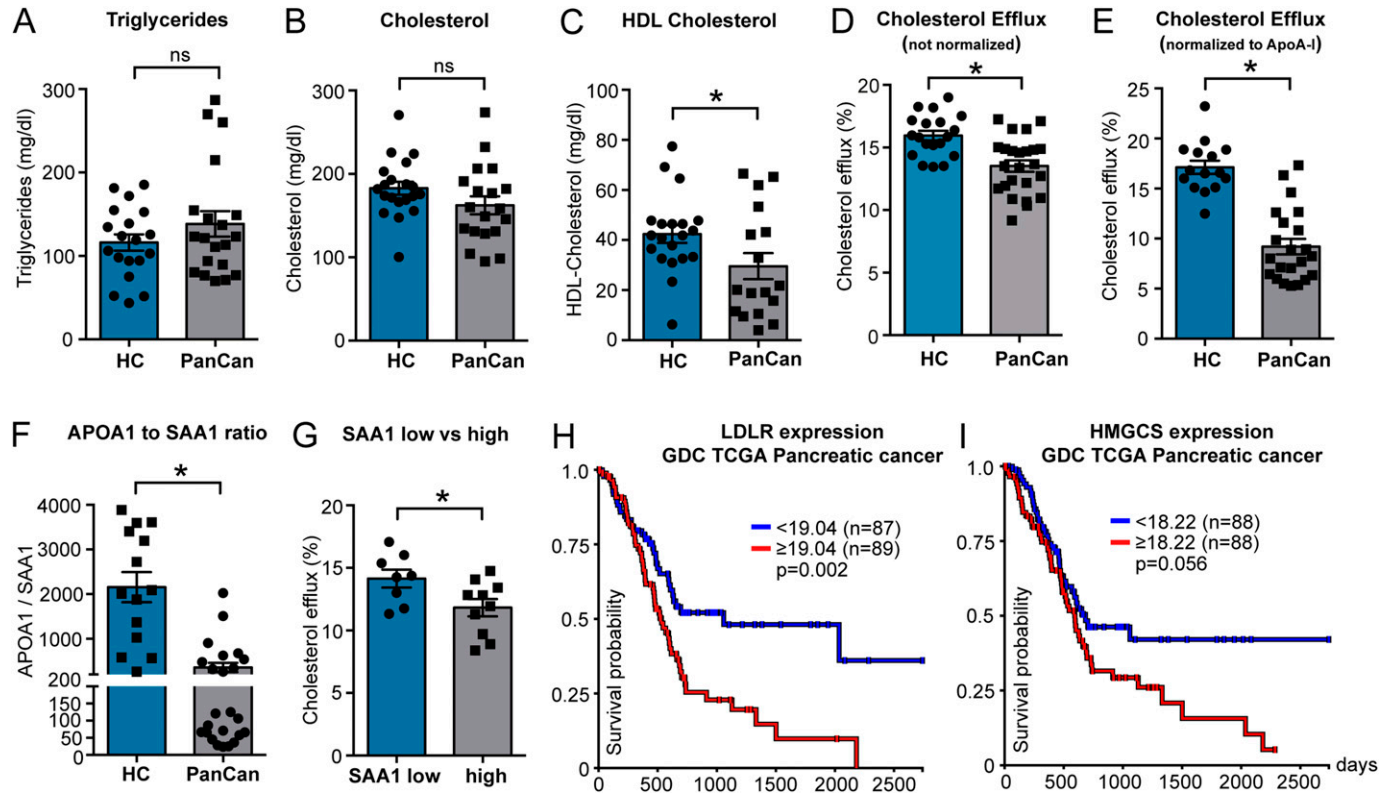 A
Triglycerides
ns
Triglycerides (mg/dl)
300
200
100
0
HC
PanCan
B
Cholesterol
ns
Cholesterol (mg/dl)
300
200
100
0
HC
PanCan
C
HDL Cholesterol
*
HDL-Cholesterol (mg/dl)
100
80
60
40
20
0
HC
PanCan
D
Cholesterol Efflux
(not normalized)
*
Cholesterol efflux (%)
20
15
10
5
0
HC
PanCan
E
Cholesterol Efflux
(normalized to ApoA-I)
*
Cholesterol efflux (%)
25
20
15
10
5
0
HC
PanCan
F
APOA1 to SAA1 ratio
*
APOA1 / SAA1
4000
3000
2000
1000
200
150
100
50
0
HC
PanCan
G
SAA1 low vs high
*
Cholesterol efflux (%)
20
15
10
5
0
SAA1 low
high
H
LDLR expression
GDC TCGA Pancreatic cancer
<19.04 (n=87)
≥19.04 (n=89)
p=0.002
Survival probability
1.0
0.75
0.5
0.25
0
0 500 1000 1500 2000 2500
I
HMGCS expression
GDC TCGA Pancreatic cancer
<18.22 (n=88)
≥18.22 (n=88)
p=0.056
Survival probability
1.0
0.75
0.5
0.25
0
0 500 1000 1500 2000 2500 days